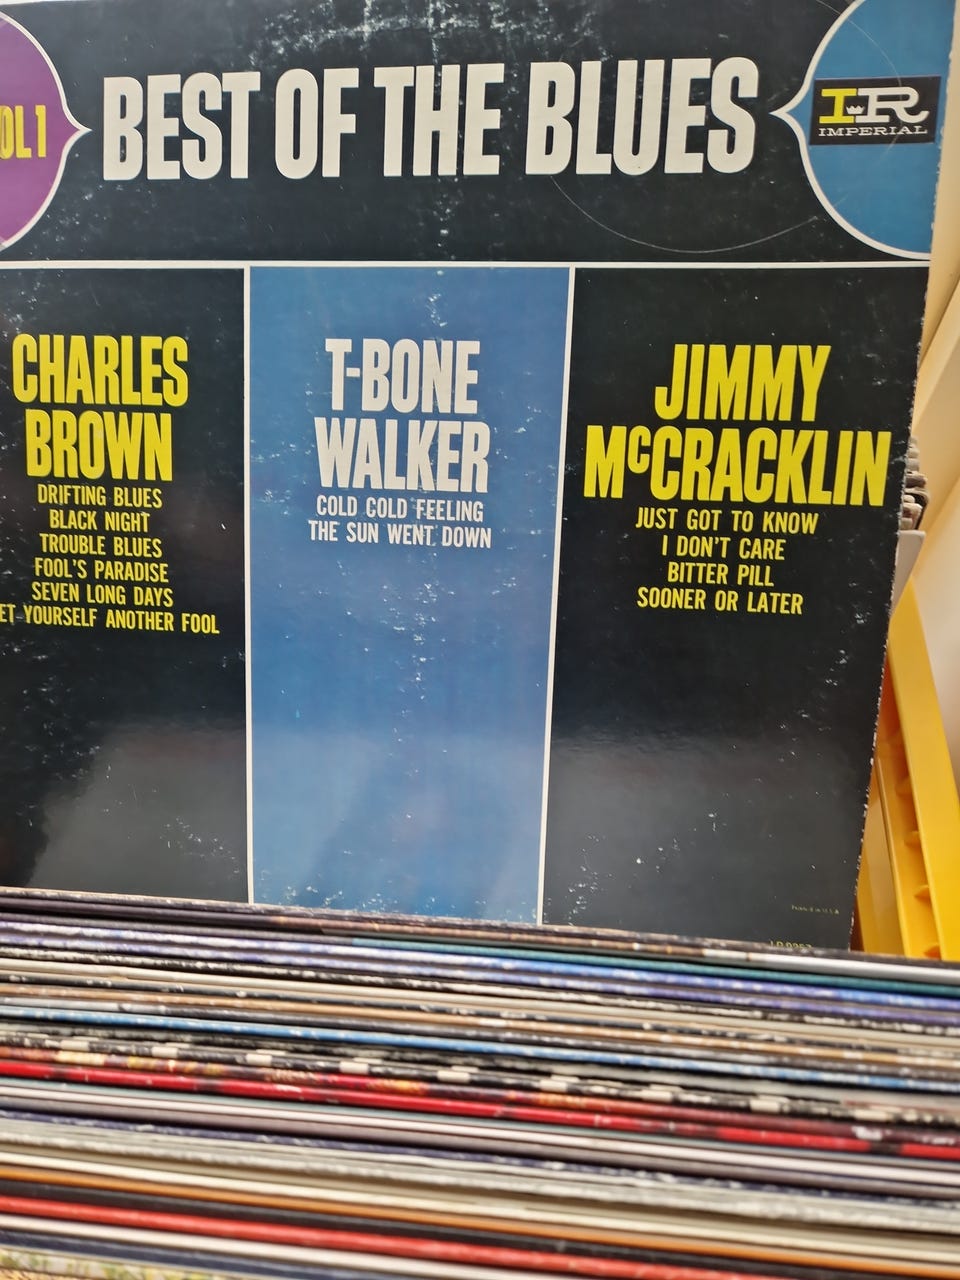 OL 1
BEST OF THE BLUES
IR
IMPERIAL
CHARLES
BROWN
DRIFTING BLUES
BLACK NIGHT
TROUBLE BLUES
FOOL'S PARADISE
SEVEN LONG DAYS
ET YOURSELF ANOTHER FOOL
T-BONE
WALKER
COLD COLD FEELING
THE SUN WENT DOWN
JIMMY
McCRACKLIN
JUST GOT TO KNOW
I DON'T CARE
BITTER PILL
SOONER OR LATER